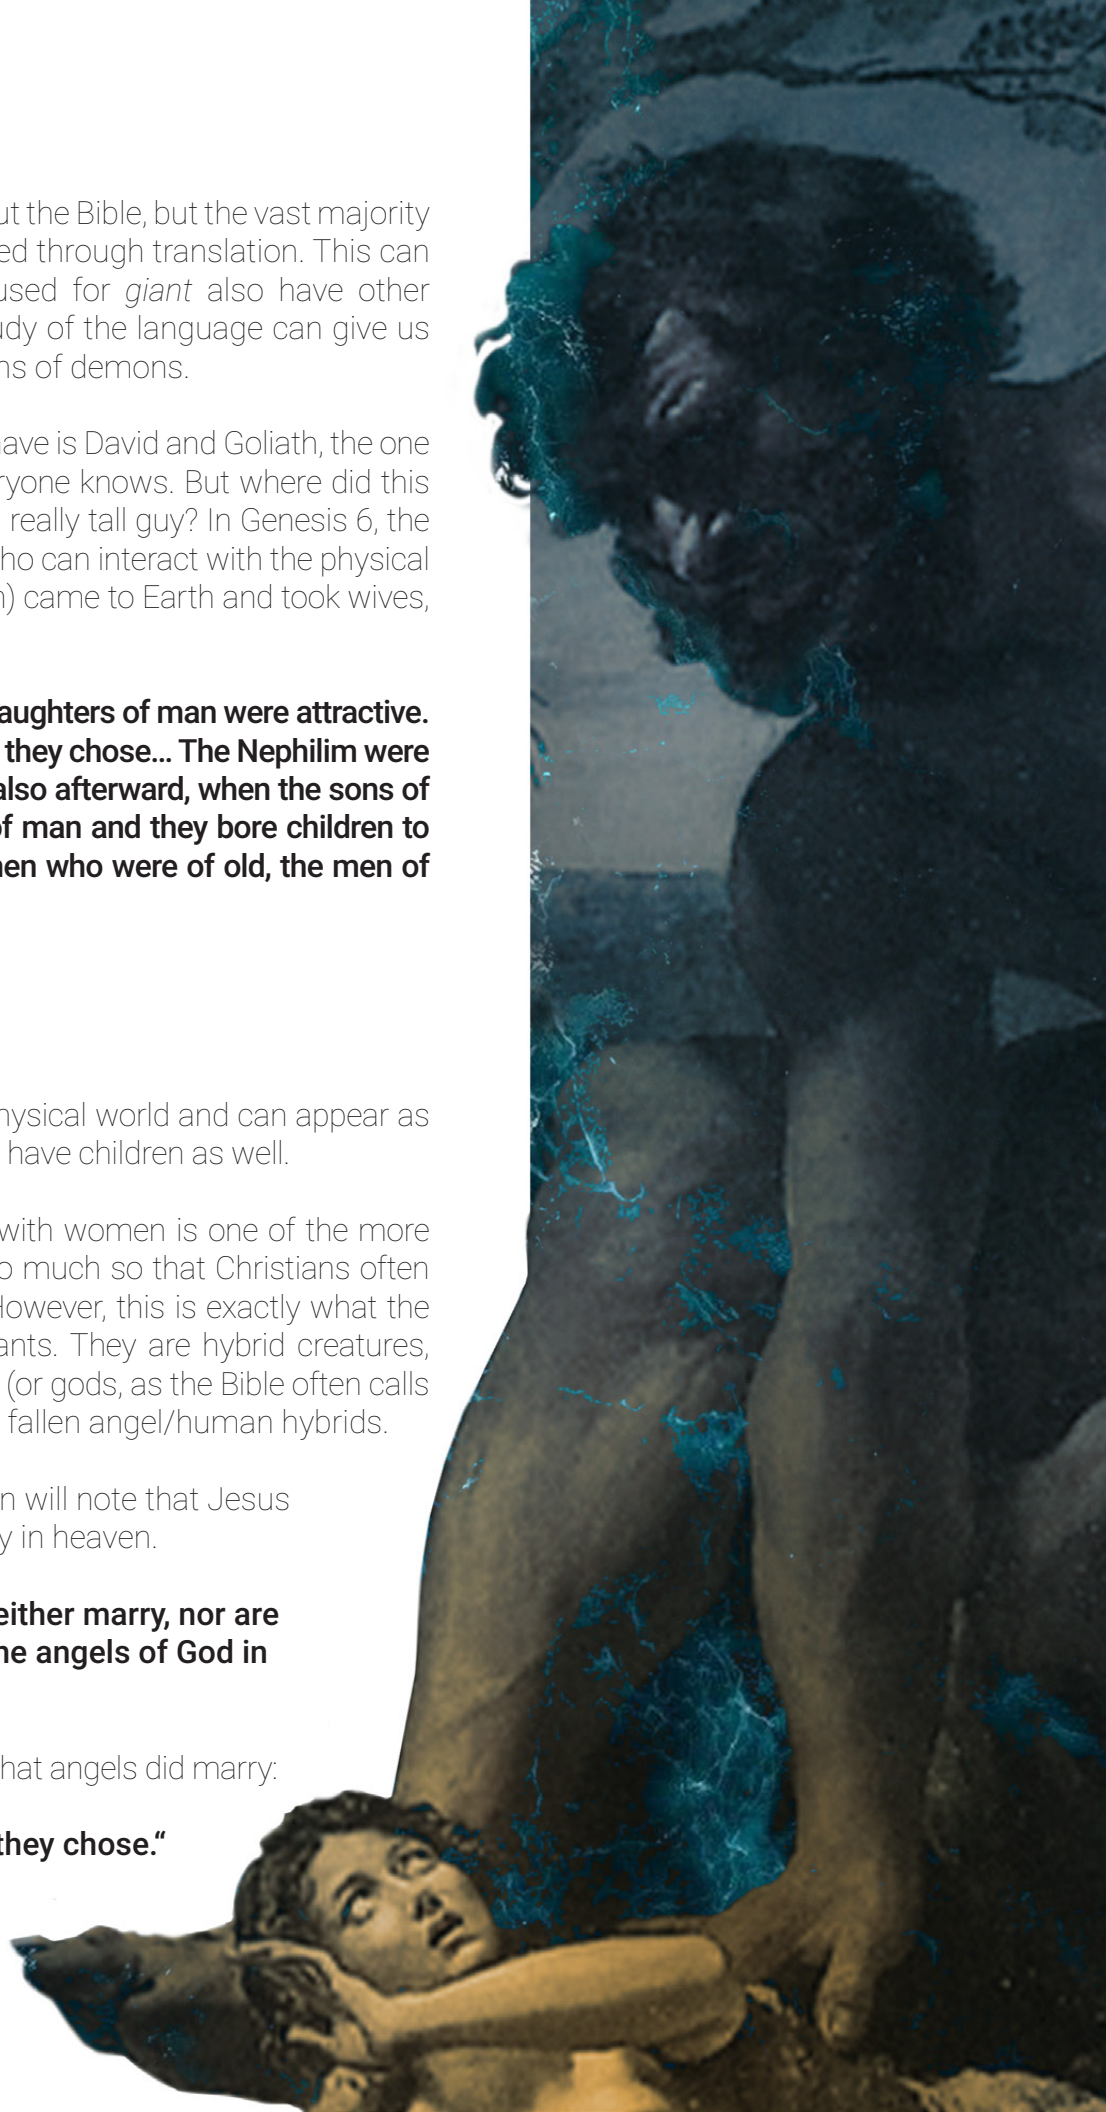 ut the Bible, but the vast majority
ed through translation. This can
used for giant also have other
udy of the language can give us
ns of demons.
have is David and Goliath, the one
ryone knows. But where did this
really tall guy? In Genesis 6, the
ho can interact with the physical
n) came to Earth and took wives,
aughters of man were attractive.
they chose... The Nephilim were
also afterward, when the sons of
of man and they bore children to
nen who were of old, the men of
hysical world and can appear as
have children as well.
with women is one of the more
o much so that Christians often
However, this is exactly what the
ants. They are hybrid creatures,
(or gods, as the Bible often calls
fallen angel/human hybrids.
n will note that Jesus
y in heaven.
either marry, nor are
he angels of God in
hat angels did marry:
they chose.“